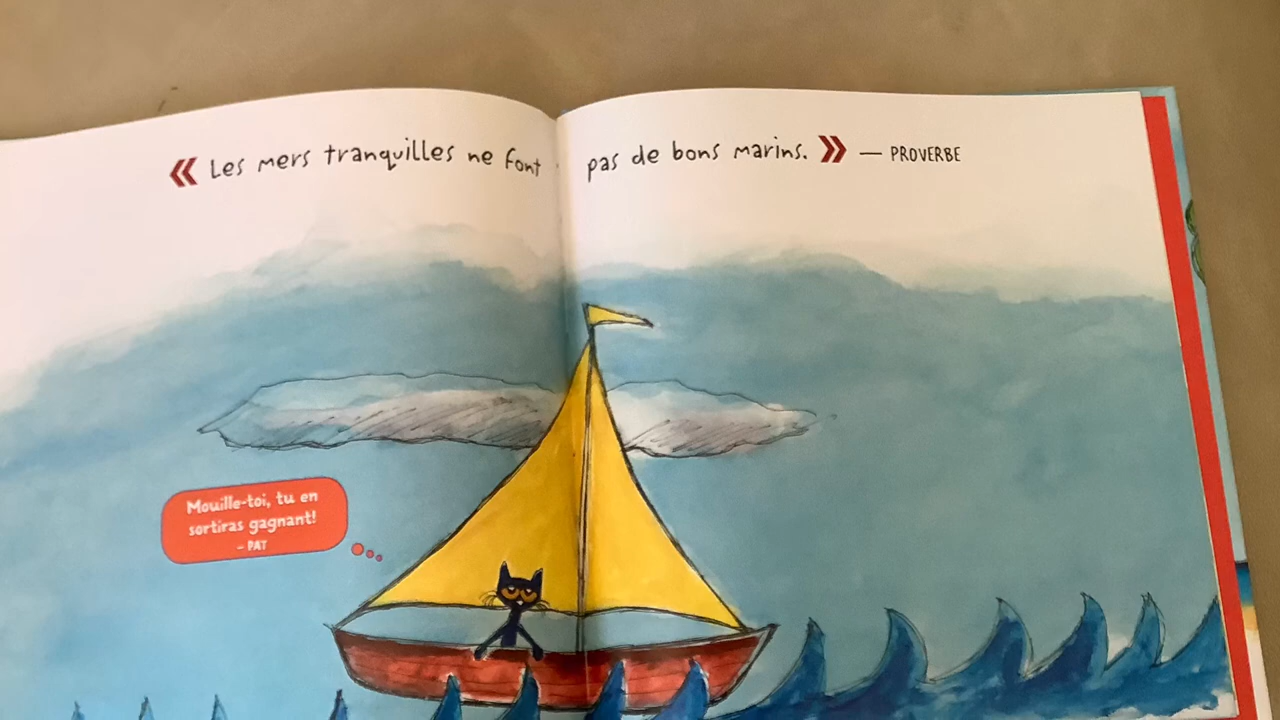 « Les mers tranquilles ne font pas de bons marins. » — PROVERBE
Mouille-toi, tu en
sortiras gagnant!
– PAT